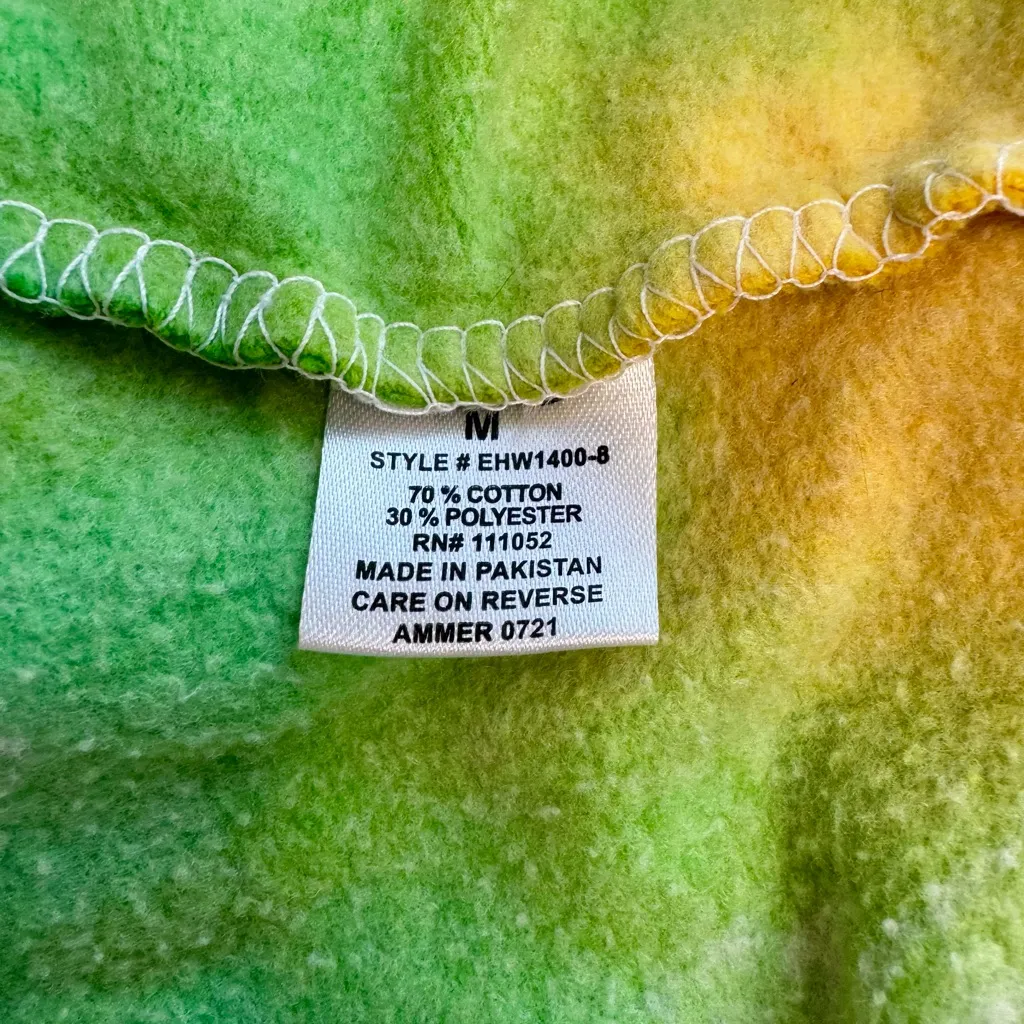 M
STYLE # EHW1400-8
70 % COTTON
30 % POLYESTER
RN# 111052
MADE IN PAKISTAN
CARE ON REVERSE
AMMER 0721